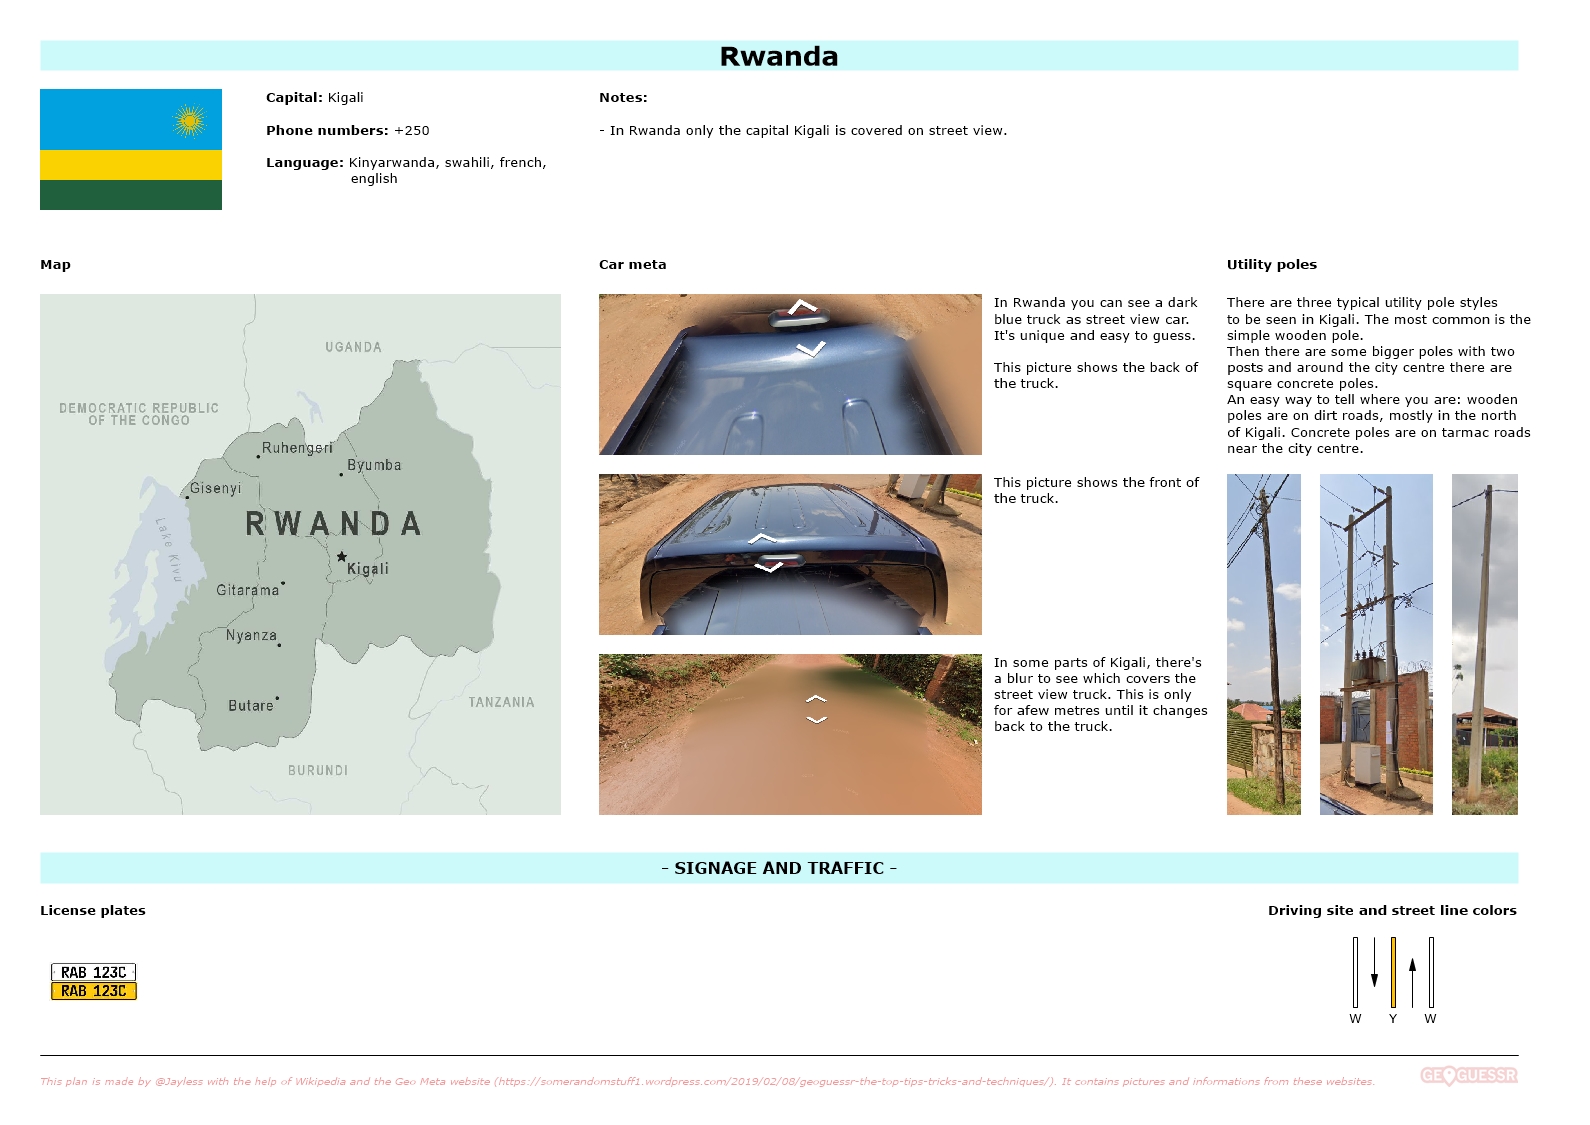 Rwanda
Capital: Kigali
Phone numbers: +250
Language: Kinyarwanda, swahili, french,
english
Notes:
- In Rwanda only the capital Kigali is covered on street view.
Map
UGANDA
DEMOCRATIC REPUBLIC
OF THE CONGO
Ruhengeri
Byumba
Gisenyi
RWANDA
Lake Kivu
Kigali
Gitarama
Nyanza
Butare
TANZANIA
BURUNDI
Car meta
In Rwanda you can see a dark
blue truck as street view car.
It's unique and easy to guess.
This picture shows the back of
the truck.
This picture shows the front of
the truck.
In some parts of Kigali, there's
a blur to see which covers the
street view truck. This is only
for afew metres until it changes
back to the truck.
Utility poles
There are three typical utility pole styles
to be seen in Kigali. The most common is the
simple wooden pole.
Then there are some bigger poles with two
posts and around the city centre there are
square concrete poles.
An easy way to tell where you are: wooden
poles are on dirt roads, mostly in the north
of Kigali. Concrete poles are on tarmac roads
near the city centre.
- SIGNAGE AND TRAFFIC -
License plates
RAB 123C
RAB 123C
Driving site and street line colors
W Y W
This plan is made by @Jayless with the help of Wikipedia and the Geo Meta website (https://somerandomstuff1.wordpress.com/2019/02/08/geoguessr-the-top-tips-tricks-and-techniques/). It contains pictures and informations from these websites.
GEOGUESSR